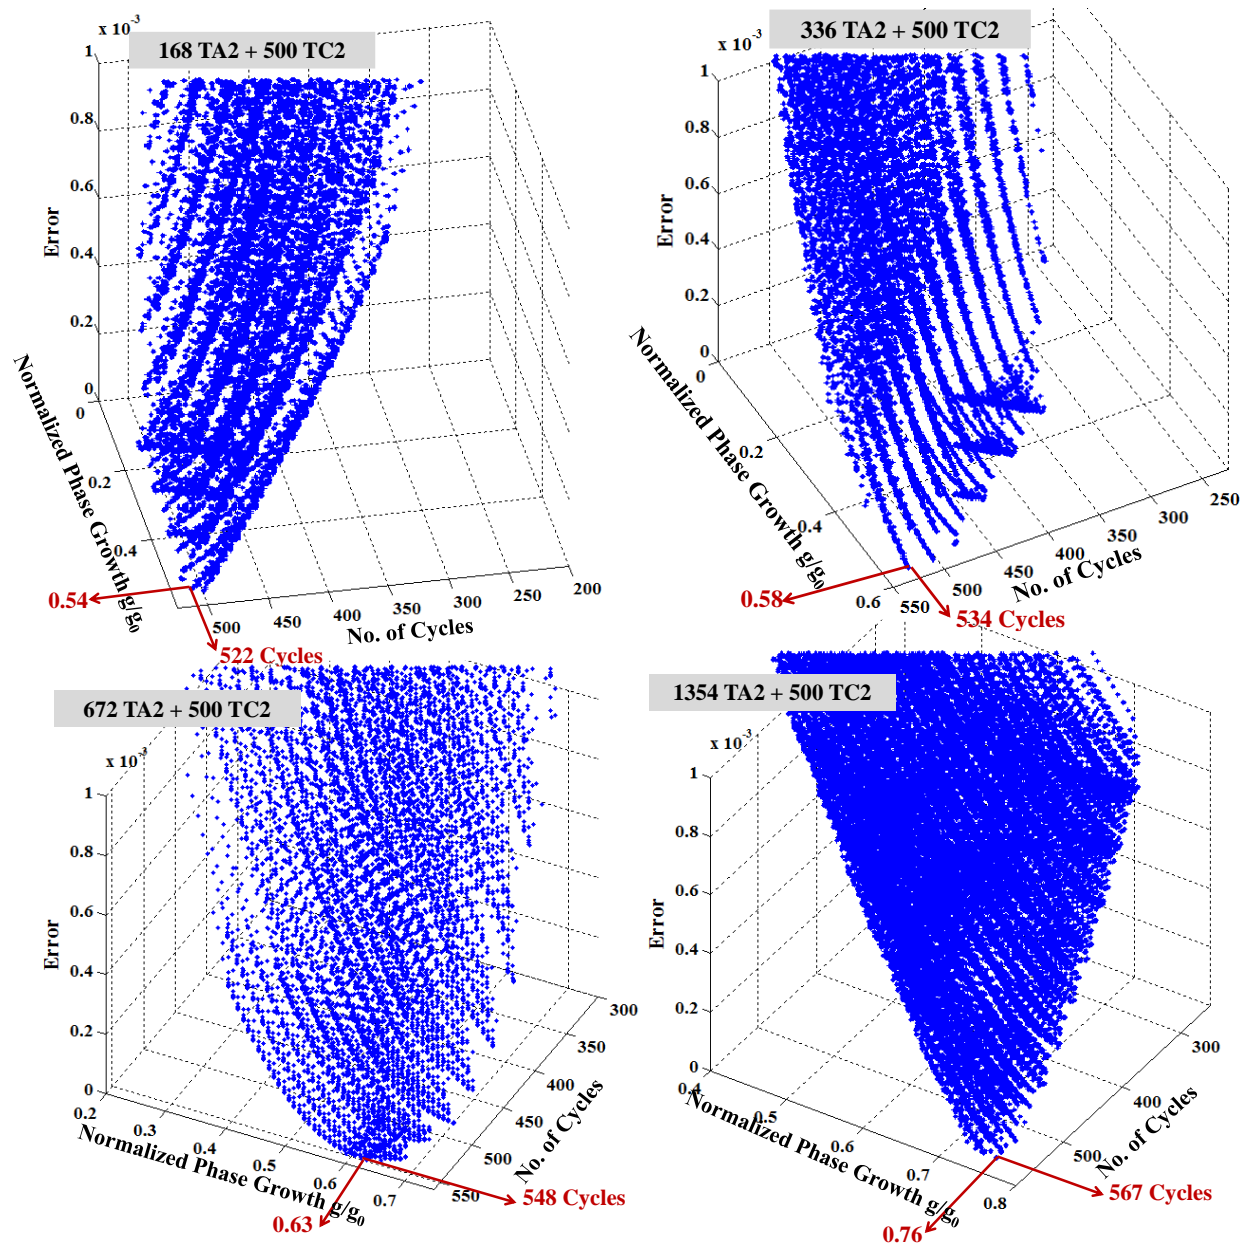 168 TA2 + 500 TC2
x 10-3
1
0.8
0.6
0.4
0.2
0
Error
0
0.2
0.4
Normalized Phase Growth g/g0
500
450
400
350
300
250
200
No. of Cycles
0.54
522 Cycles
336 TA2 + 500 TC2
x 10-3
1
0.8
0.6
0.4
0.2
0
Error
0
0.2
0.4
0.6
Normalized Phase Growth g/g0
550
500
450
400
350
300
250
No. of Cycles
0.58
534 Cycles
672 TA2 + 500 TC2
x 10-3
1
0.8
0.6
0.4
0.2
0
Error
0.2
0.3
0.4
0.5
0.6
0.7
Normalized Phase Growth g/g0
550
500
450
400
350
300
No. of Cycles
0.63
548 Cycles
1354 TA2 + 500 TC2
x 10-3
1
0.8
0.6
0.4
0.2
0
Error
0.4
0.5
0.6
0.7
0.8
Normalized Phase Growth g/g0
500
400
300
No. of Cycles
0.76
567 Cycles